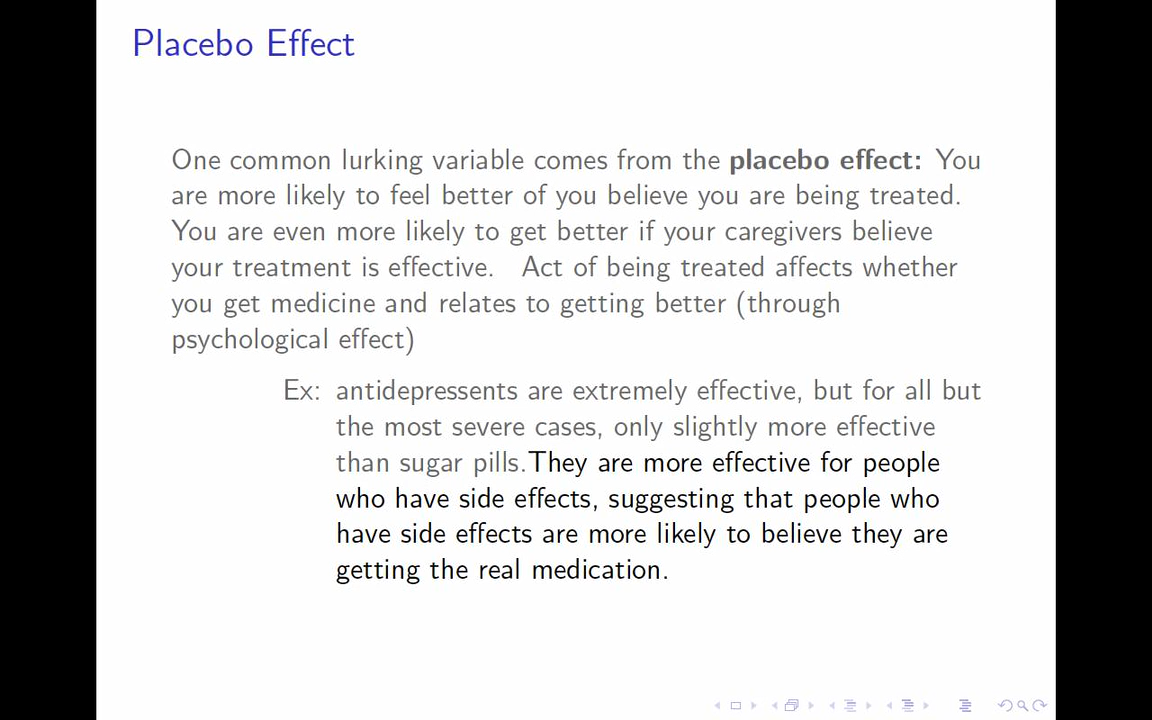 Placebo Effect
One common lurking variable comes from the placebo effect: You
are more likely to feel better of you believe you are being treated.
You are even more likely to get better if your caregivers believe
your treatment is effective. Act of being treated affects whether
you get medicine and relates to getting better (through
psychological effect)
Ex: antidepressents are extremely effective, but for all but
the most severe cases, only slightly more effective
than sugar pills.They are more effective for people
who have side effects, suggesting that people who
have side effects are more likely to believe they are
getting the real medication.